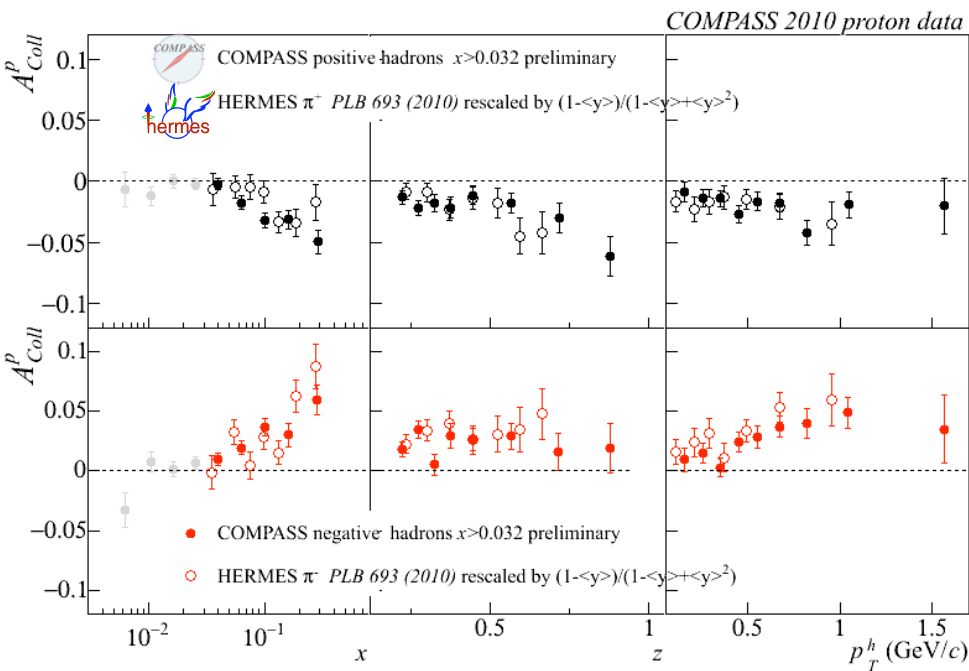 COMPASS 2010 proton data
A^p_Coll
0.1
0.05
0
−0.05
−0.1
COMPASS
COMPASS positive hadrons x>0.032 preliminary
hermes
HERMES π⁺ PLB 693 (2010) rescaled by (1-<y>)/(1-<y>+<y>²)
A^p_Coll
0.1
0.05
0
−0.05
−0.1
COMPASS negative hadrons x>0.032 preliminary
HERMES π⁻ PLB 693 (2010) rescaled by (1-<y>)/(1-<y>+<y>²)
10⁻² 10⁻¹ 0.5 1 0.5 1 1.5
x z p_T^h (GeV/c)